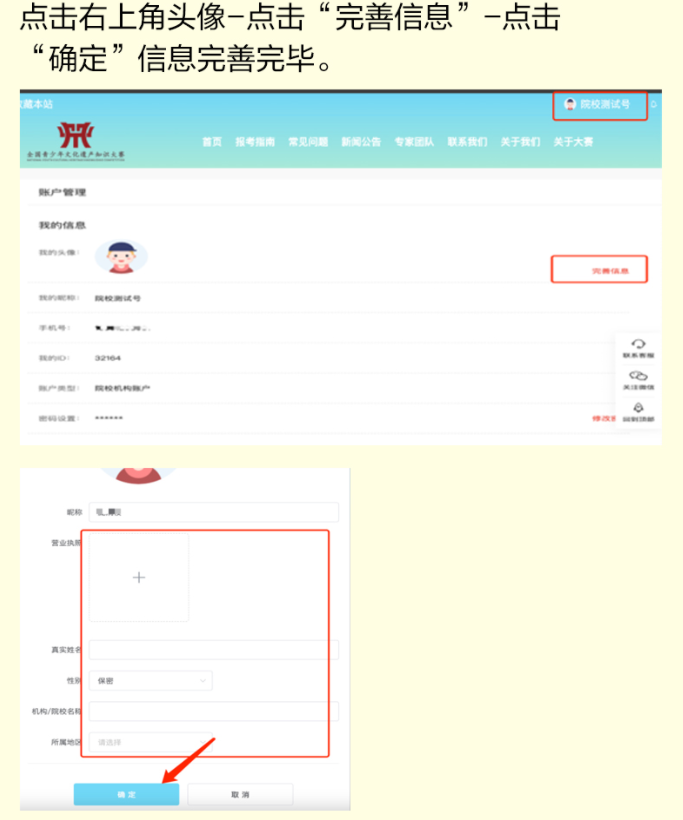 点击右上角头像-点击“完善信息”-点击
“确定”信息完善完毕。
藏本站
院校测试号
全国青少年文化遗产知识大赛
首页 报考指南 常见问题 新闻公告 专家团队 联系我们 关于我们 关于大赛
账户管理
我的信息
我的头像:
完善信息
我的昵称: 院校测试号
手机号:
联系客服
我的ID: 32164
关注微信
账户类型: 院校机构账户
密码设置: ******
修改
回到顶部
昵称
营业执照
+
真实姓名
性别 保密
机构/院校名称
所属地区 请选择
确定 取消